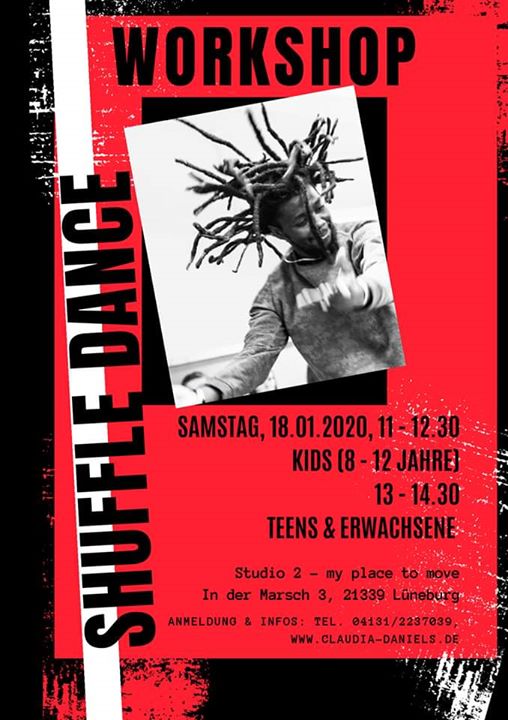 WORKSHOP
SHUFFLE DANCE
SAMSTAG, 18.01.2020, 11 - 12.30
KIDS (8 - 12 JAHRE)
13 - 14.30
TEENS & ERWACHSENE
Studio 2 - my place to move
In der Marsch 3, 21339 Lüneburg
ANMELDUNG & INFOS: TEL. 04131/2237039,
WWW.CLAUDIA-DANIELS.DE